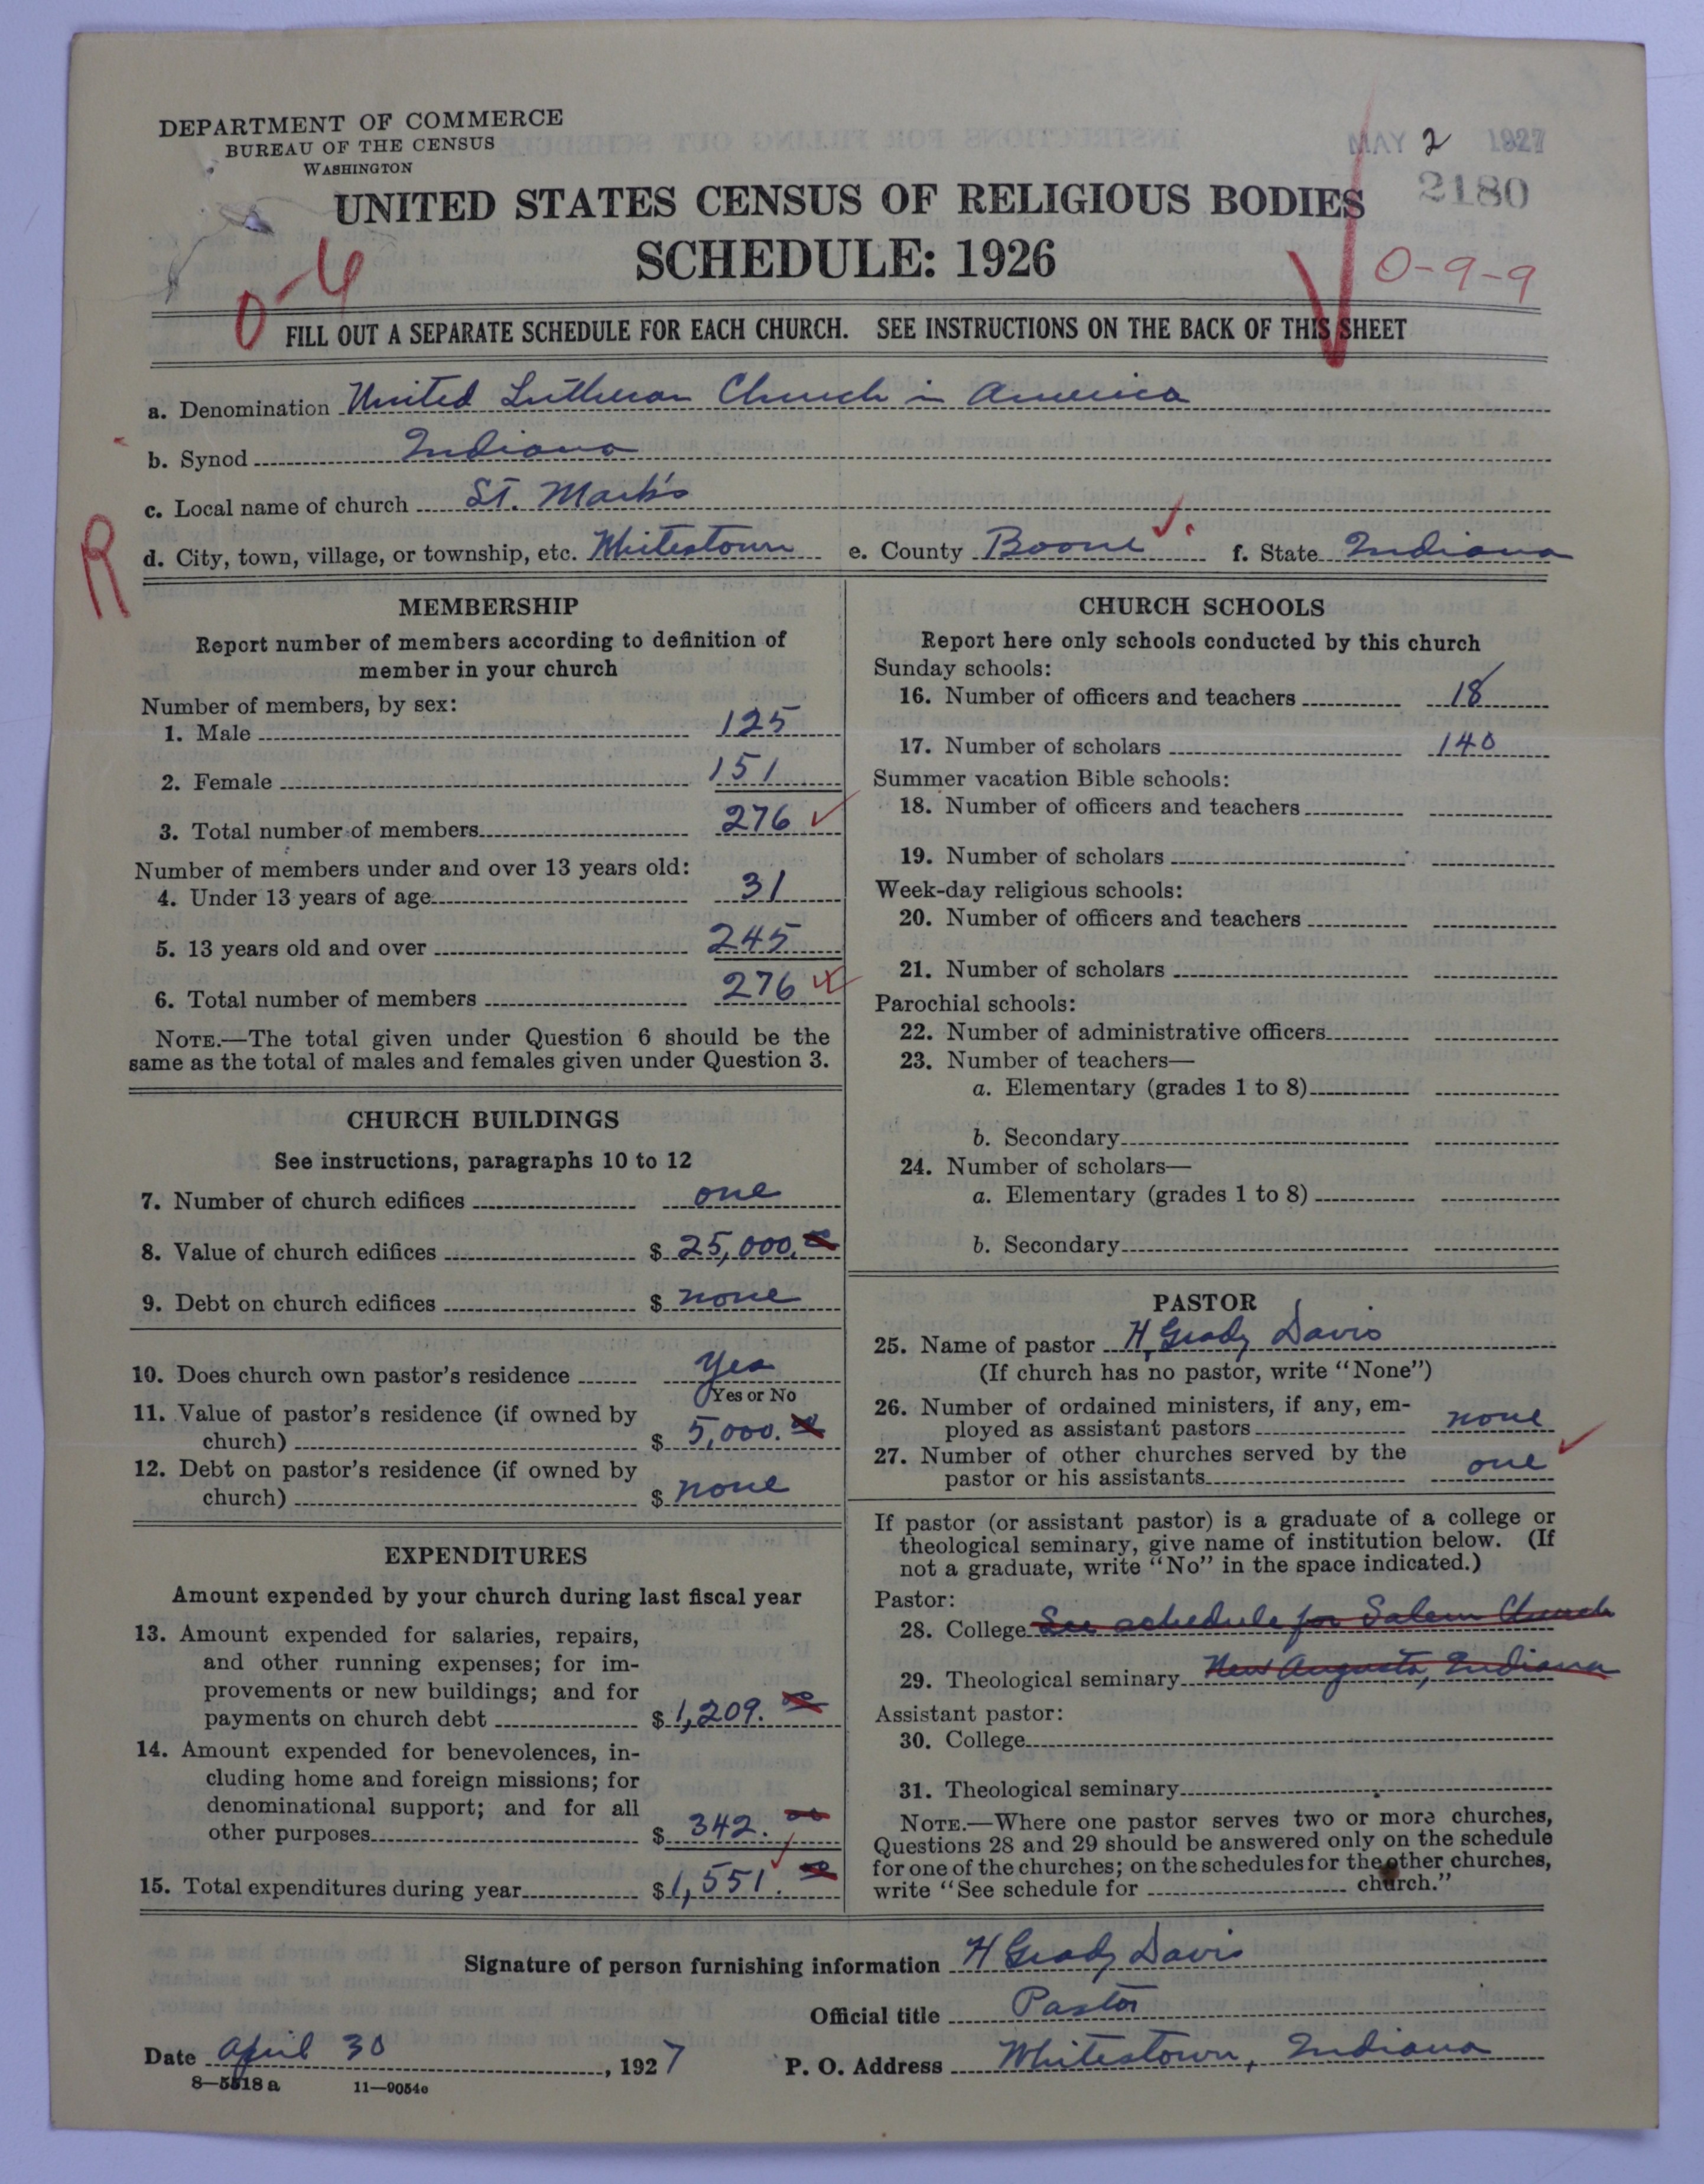 DEPARTMENT OF COMMERCE
BUREAU OF THE CENSUS
WASHINGTON
MAY 2 1927
2180
UNITED STATES CENSUS OF RELIGIOUS BODIES
SCHEDULE: 1926
0-9-9
FILL OUT A SEPARATE SCHEDULE FOR EACH CHURCH. SEE INSTRUCTIONS ON THE BACK OF THIS SHEET
a. Denomination United Lutheran Church in America
b. Synod Indiana
c. Local name of church St. Mark's
R
d. City, town, village, or township, etc. Whitestown e. County Boone f. State Indiana
MEMBERSHIP
Report number of members according to definition of
member in your church
Number of members, by sex:
1. Male 125
2. Female 151
3. Total number of members 276
Number of members under and over 13 years old:
4. Under 13 years of age 31
5. 13 years old and over 245
6. Total number of members 276
NOTE.—The total given under Question 6 should be the
same as the total of males and females given under Question 3.
CHURCH BUILDINGS
See instructions, paragraphs 10 to 12
7. Number of church edifices one
8. Value of church edifices $ 25,000.00
9. Debt on church edifices $ none
10. Does church own pastor's residence Yes
Yes or No
11. Value of pastor's residence (if owned by
church) $ 5,000.00
12. Debt on pastor's residence (if owned by
church) $ none
EXPENDITURES
Amount expended by your church during last fiscal year
13. Amount expended for salaries, repairs,
and other running expenses; for im-
provements or new buildings; and for
payments on church debt $ 1,209.00
14. Amount expended for benevolences, in-
cluding home and foreign missions; for
denominational support; and for all
other purposes $ 342.00
15. Total expenditures during year $ 1,551.00
CHURCH SCHOOLS
Report here only schools conducted by this church
Sunday schools:
16. Number of officers and teachers 18
17. Number of scholars 140
Summer vacation Bible schools:
18. Number of officers and teachers
19. Number of scholars
Week-day religious schools:
20. Number of officers and teachers
21. Number of scholars
Parochial schools:
22. Number of administrative officers
23. Number of teachers—
a. Elementary (grades 1 to 8)
b. Secondary
24. Number of scholars—
a. Elementary (grades 1 to 8)
b. Secondary
PASTOR
25. Name of pastor H. Grady Davis
(If church has no pastor, write "None")
26. Number of ordained ministers, if any, em-
ployed as assistant pastors none
27. Number of other churches served by the
pastor or his assistants one
If pastor (or assistant pastor) is a graduate of a college or
theological seminary, give name of institution below. (If
not a graduate, write "No" in the space indicated.)
Pastor:
28. College See schedule for Salem Church
29. Theological seminary New Augusta, Indiana
Assistant pastor:
30. College
31. Theological seminary
NOTE.—Where one pastor serves two or more churches,
Questions 28 and 29 should be answered only on the schedule
for one of the churches; on the schedules for the other churches,
write "See schedule for church."
Signature of person furnishing information H Grady Davis
Official title Pastor
Date April 30, 1927 P. O. Address Whitestown, Indiana
8—5518 a 11—9054c